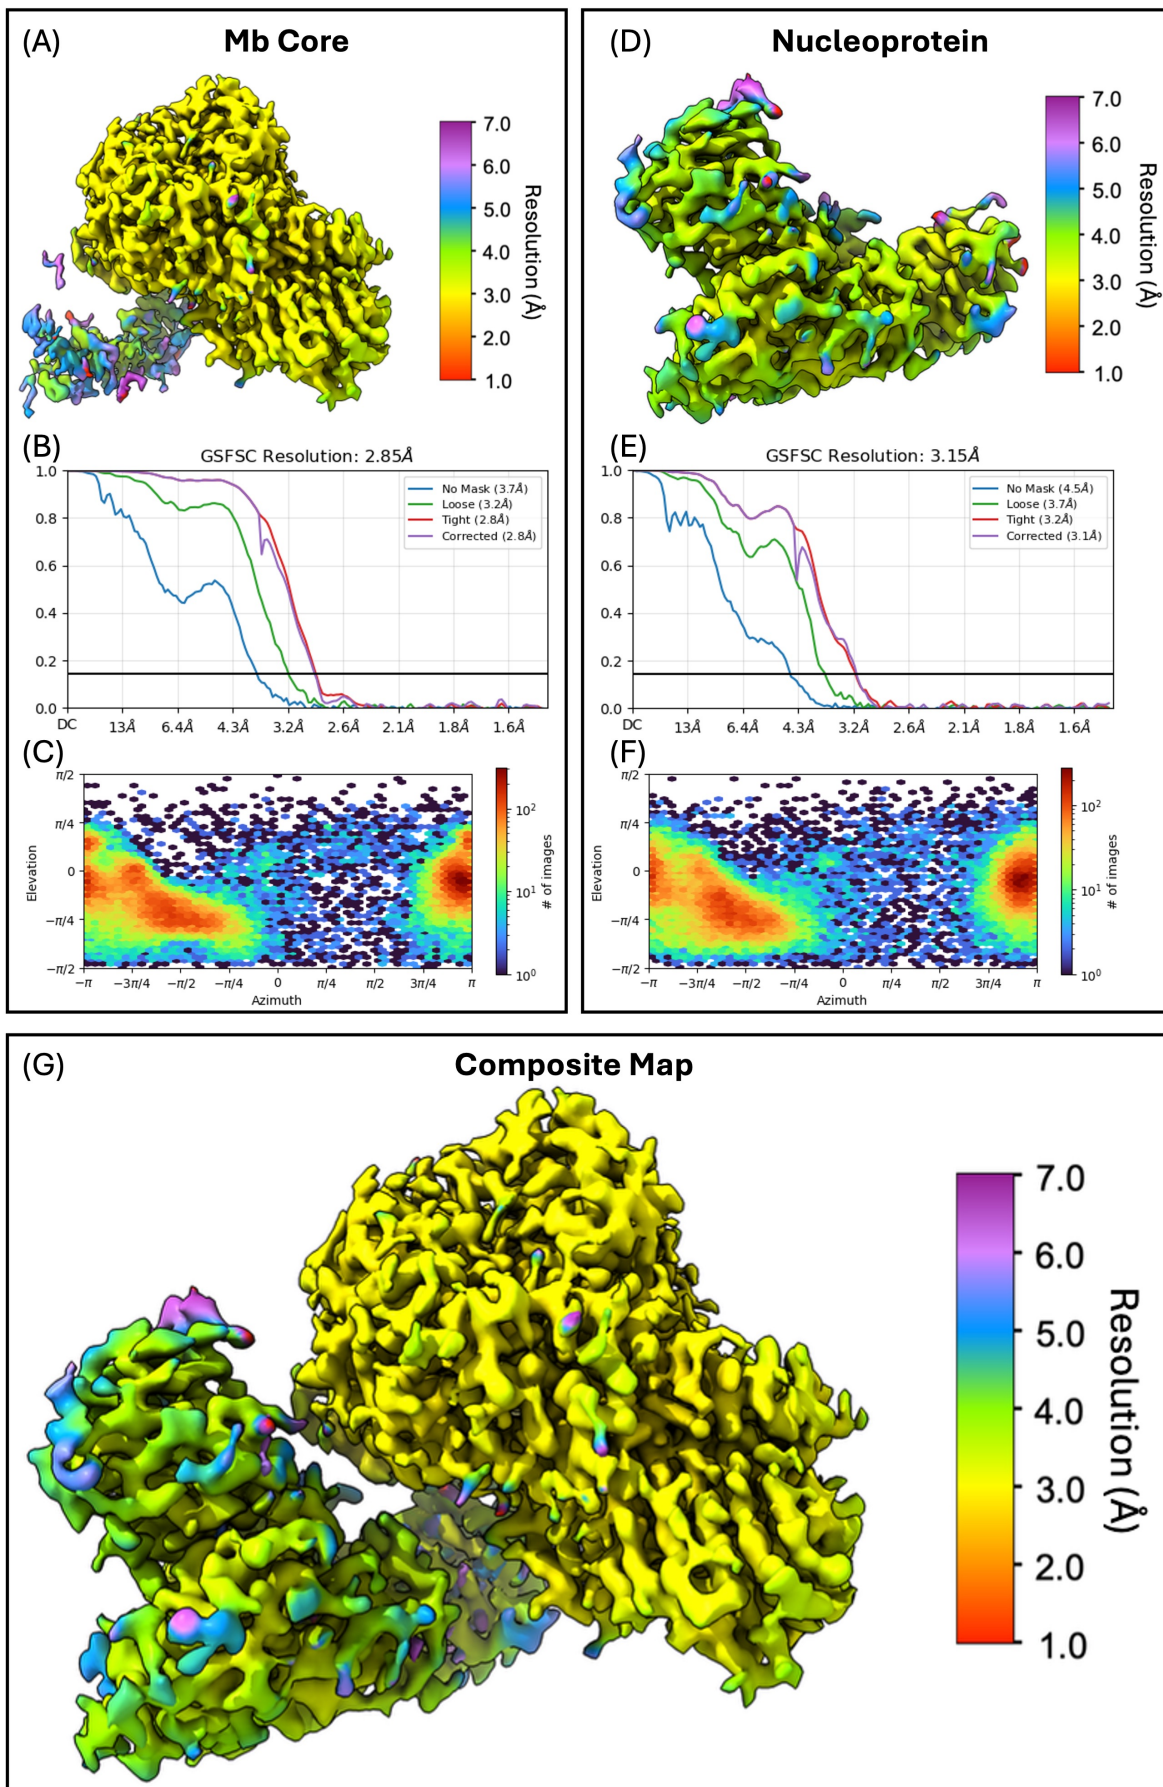 (A) Mb Core
7.0
6.0
5.0
4.0
3.0
2.0
1.0
Resolution (Å)
(B)
GSFSC Resolution: 2.85Å
1.0
0.8
0.6
0.4
0.2
0.0
No Mask (3.7Å)
Loose (3.2Å)
Tight (2.8Å)
Corrected (2.8Å)
DC 13Å 6.4Å 4.3Å 3.2Å 2.6Å 2.1Å 1.8Å 1.6Å
(C)
π/2
π/4
0
−π/4
−π/2
Elevation
−π −3π/4 −π/2 −π/4 0 π/4 π/2 3π/4 π
Azimuth
10²
10¹
10⁰
# of images
(D) Nucleoprotein
7.0
6.0
5.0
4.0
3.0
2.0
1.0
Resolution (Å)
(E)
GSFSC Resolution: 3.15Å
1.0
0.8
0.6
0.4
0.2
0.0
No Mask (4.5Å)
Loose (3.7Å)
Tight (3.2Å)
Corrected (3.1Å)
DC 13Å 6.4Å 4.3Å 3.2Å 2.6Å 2.1Å 1.8Å 1.6Å
(F)
π/2
π/4
0
−π/4
−π/2
Elevation
−π −3π/4 −π/2 −π/4 0 π/4 π/2 3π/4 π
Azimuth
10²
10¹
10⁰
# of images
(G) Composite Map
7.0
6.0
5.0
4.0
3.0
2.0
1.0
Resolution (Å)